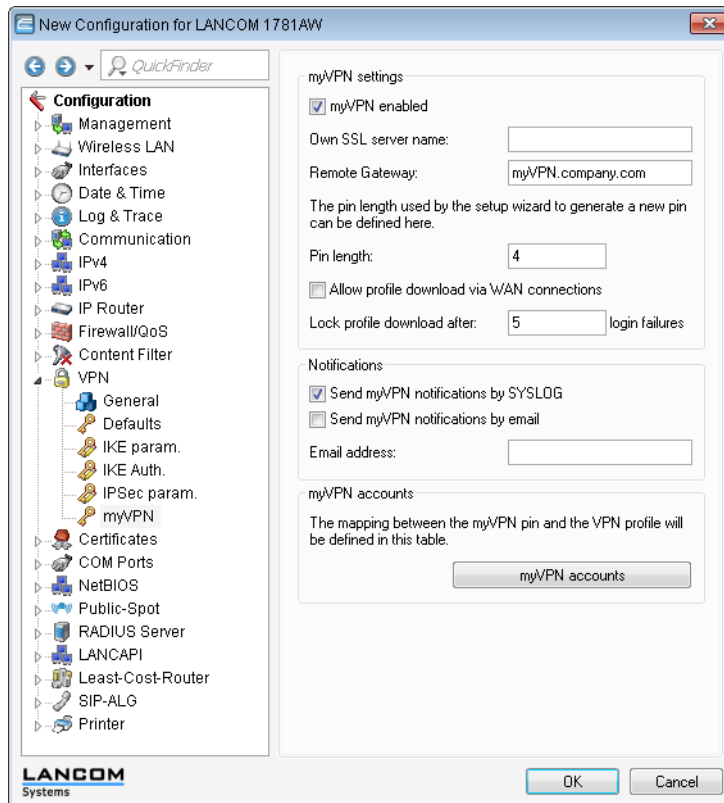 New Configuration for LANCOM 1781AW
QuickFinder
Configuration
Management
Wireless LAN
Interfaces
Date & Time
Log & Trace
Communication
IPv4
IPv6
IP Router
Firewall/QoS
Content Filter
VPN
General
Defaults
IKE param.
IKE Auth.
IPSec param.
myVPN
Certificates
COM Ports
NetBIOS
Public-Spot
RADIUS Server
LANCAPI
Least-Cost-Router
SIP-ALG
Printer
myVPN settings
myVPN enabled
Own SSL server name:
Remote Gateway: myVPN.company.com
The pin length used by the setup wizard to generate a new pin
can be defined here.
Pin length: 4
Allow profile download via WAN connections
Lock profile download after: 5 login failures
Notifications
Send myVPN notifications by SYSLOG
Send myVPN notifications by email
Email address:
myVPN accounts
The mapping between the myVPN pin and the VPN profile will
be defined in this table.
myVPN accounts
LANCOM
Systems
OK Cancel